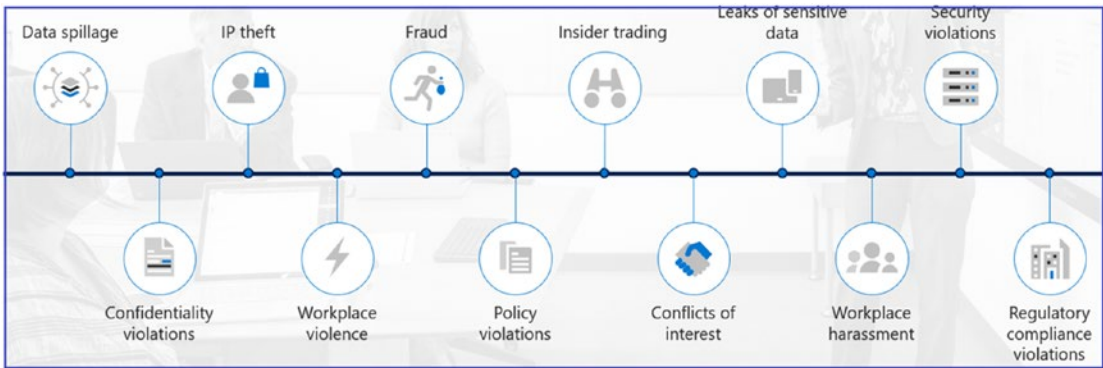 Data spillage
IP theft
Fraud
Insider trading
Leaks of sensitive
data
Security
violations
Confidentiality
violations
Workplace
violence
Policy
violations
Conflicts of
interest
Workplace
harassment
Regulatory
compliance
violations